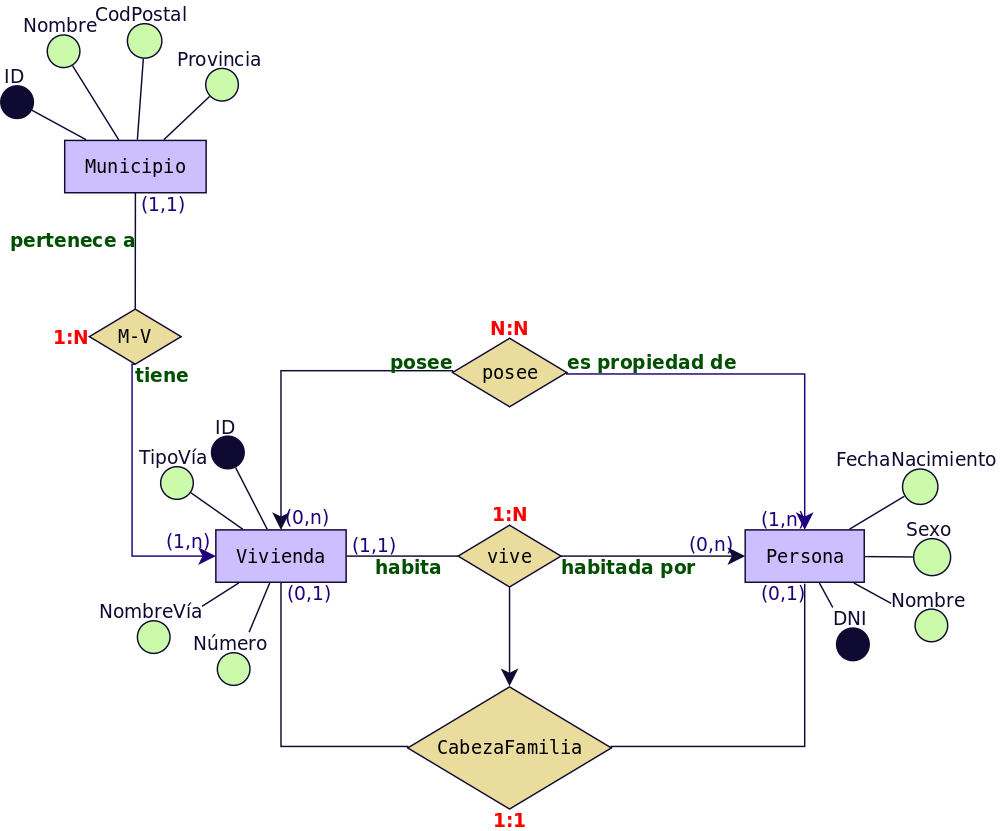 CodPostal
Nombre
Provincia
ID
Municipio
(1,1)
pertenece a
1:N
M-V
tiene
N:N
posee
posee
es propiedad de
ID
TipoVía
FechaNacimiento
(0,n)
1:N
(1,n)
Sexo
(1,n)
(1,1)
(0,n)
Vivienda
vive
Persona
habita
habitada por
(0,1)
(0,1)
NombreVía
Nombre
DNI
Número
CabezaFamilia
1:1